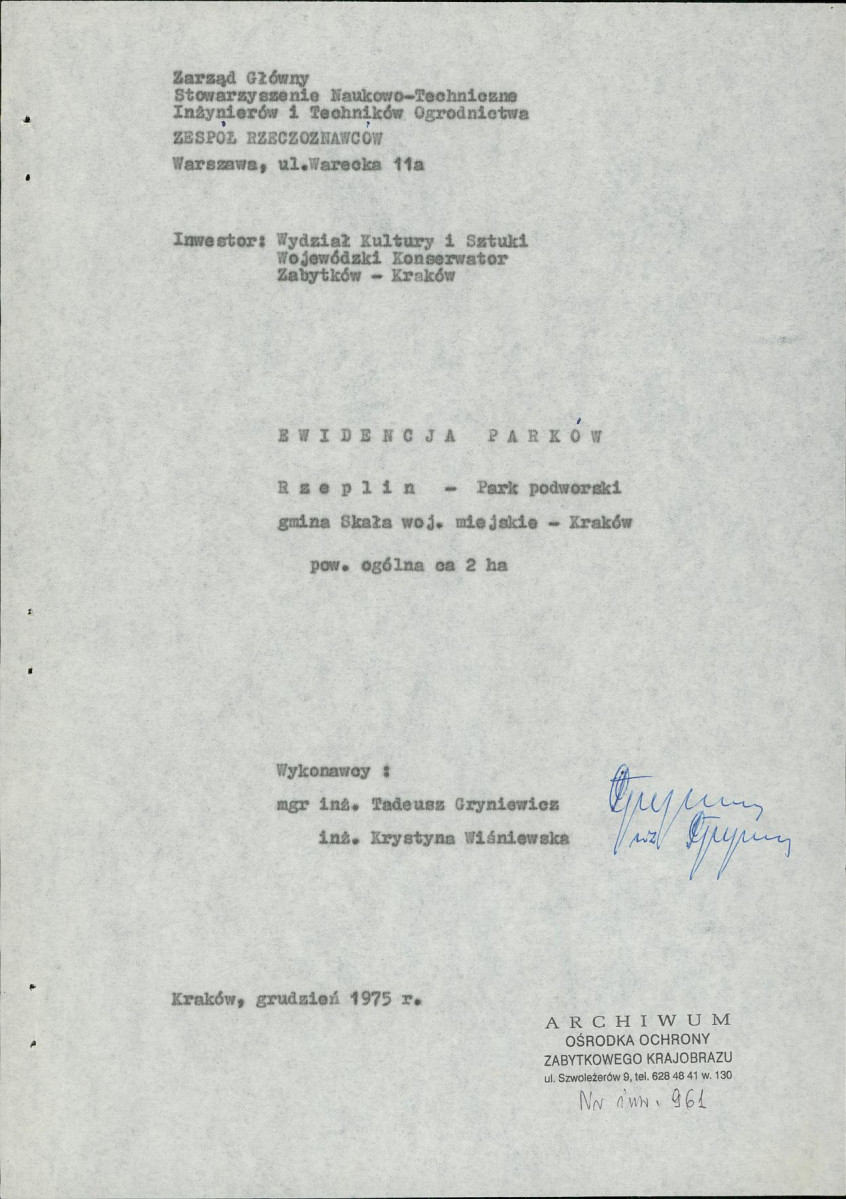 Zarząd Główny
Stowarzyszenie Naukowo-Techniczne
Inżynierów i Techników Ogrodnictwa
ZESPÓŁ RZECZOZNAWCÓW
Warszawa, ul.Warecka 11a
Inwestor: Wydział Kultury i Sztuki
Wojewódzki Konserwator
Zabytków - Kraków
EWIDENCJA PARKÓW
Rzeplin - Park podworski
gmina Skała woj. miejskie - Kraków
pow. ogólna ca 2 ha
Wykonawcy :
mgr inż. Tadeusz Gryniewicz
inż. Krystyna Wiśniewska
Kraków, grudzień 1975 r.
ARCHIWUM
OŚRODKA OCHRONY
ZABYTKOWEGO KRAJOBRAZU
ul. Szwoleżerów 9, tel. 628 48 41 w. 130
Nr inw. 961